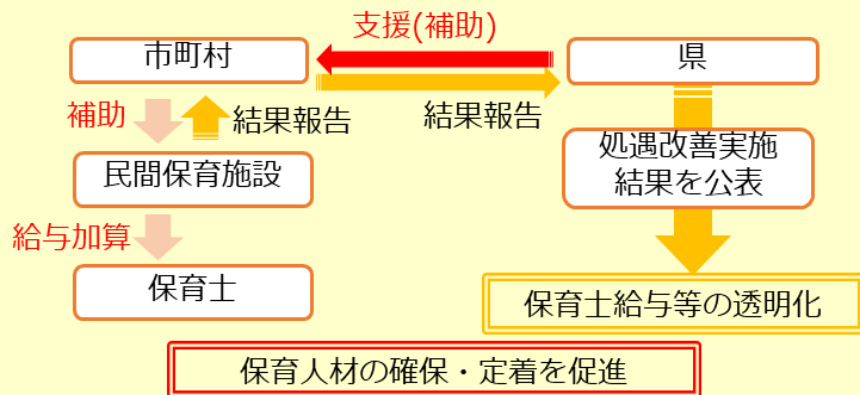 支援(補助)
市町村
県
補助
結果報告
結果報告
処遇改善実施
結果を公表
民間保育施設
給与加算
保育士
保育士給与等の透明化
保育人材の確保・定着を促進